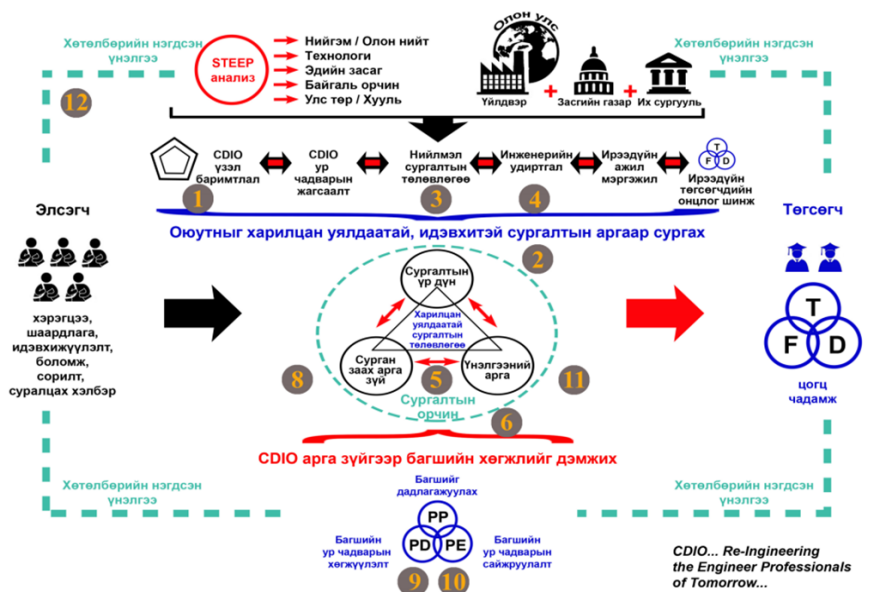 Олон улс
Хөтөлбөрийн нэгдсэн
үнэлгээ
STEEP
анализ
Нийгэм / Олон нийт
Технологи
Эдийн засаг
Байгаль орчин
Улс төр / Хууль
Үйлдвэр
+
Засгийн газар
+
Их сургууль
Хөтөлбөрийн нэгдсэн
үнэлгээ
12
CDIO
үзэл
баримтлал
CDIO
ур
чадварын
жагсаалт
Нийлмэл
сургалтын
төлөвлөгөө
Инженерийн
удиртгал
Ирээдүйн
ажил
мэргэжил
T
F D
Ирээдүйн
төгсөгчдийн
онцлог шинж
1
3
4
Элсэгч
Оюутныг харилцан уялдаатай, идэвхитэй сургалтын аргаар сургах
Төгсөгч
2
Сургалтын
үр дүн
Харилцан
уялдаатай
сургалтын
төлөвлөгөө
Сурган
заах арга
зүй
Үнэлгээний
арга
5
Сургалтын
орчин
6
8
11
хэрэгцээ,
шаардлага,
идэвхижүүлэлт,
боломж,
сорилт,
суралцах хэлбэр
T
F D
цогц
чадамж
CDIO арга зүйгээр багшийн хөгжлийг дэмжих
Хөтөлбөрийн нэгдсэн
үнэлгээ
Багшийг
дадлагажуулах
PP
PD PE
Багшийн
ур чадварын
хөгжүүлэлт
Багшийн
ур чадварын
сайжруулалт
9
10
Хөтөлбөрийн нэгдсэн
үнэлгээ
CDIO... Re-Ingineering
the Engineer Professionals
of Tomorrow...